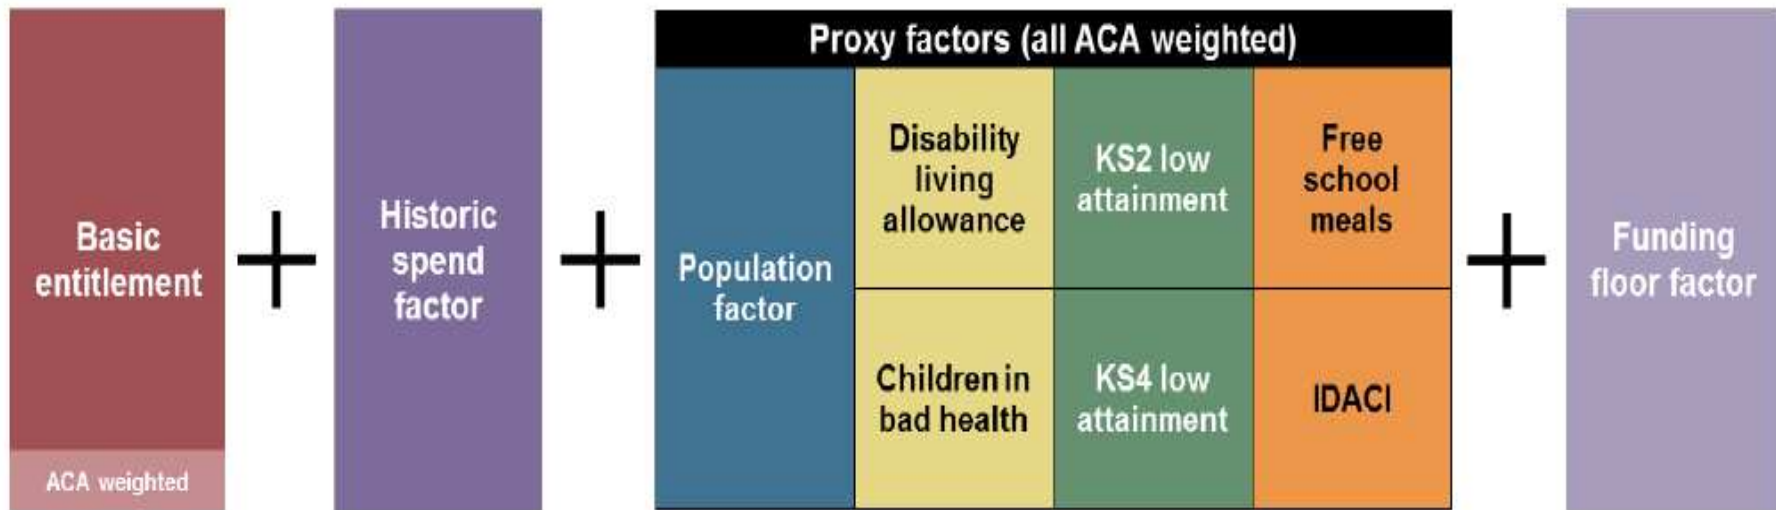 Basic
entitlement
ACA weighted
+
Historic
spend
factor
+
Proxy factors (all ACA weighted)
Population
factor
Disability
living
allowance
KS2 low
attainment
Free
school
meals
Children in
bad health
KS4 low
attainment
IDACI
+
Funding
floor factor